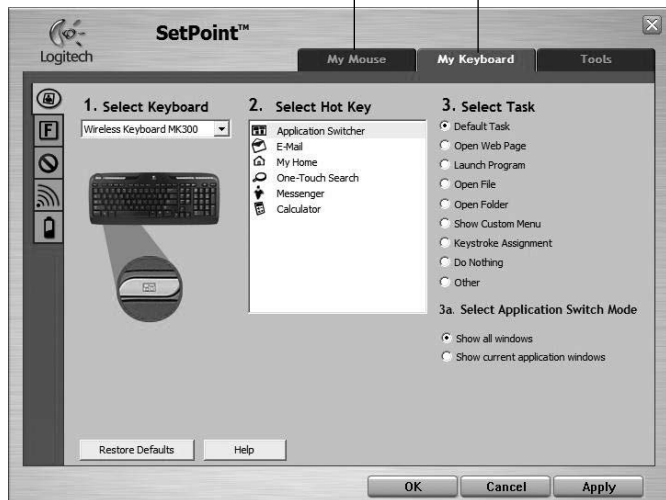 SetPoint™
Logitech
My Mouse
My Keyboard
Tools
1. Select Keyboard
Wireless Keyboard MK300
2. Select Hot Key
Application Switcher
E-Mail
My Home
One-Touch Search
Messenger
Calculator
3. Select Task
Default Task
Open Web Page
Launch Program
Open File
Open Folder
Show Custom Menu
Keystroke Assignment
Do Nothing
Other
3a. Select Application Switch Mode
Show all windows
Show current application windows
F
Restore Defaults
Help
OK
Cancel
Apply